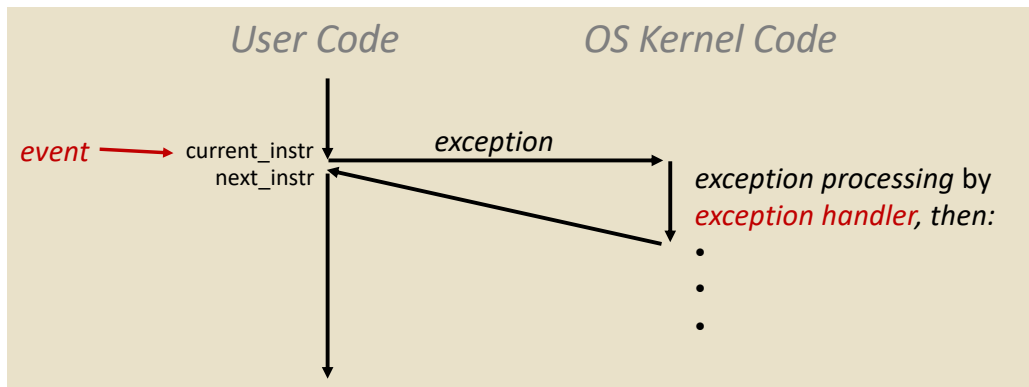 User Code
OS Kernel Code
event
current_instr
exception
next_instr
exception processing by
exception handler, then:
•
•
•